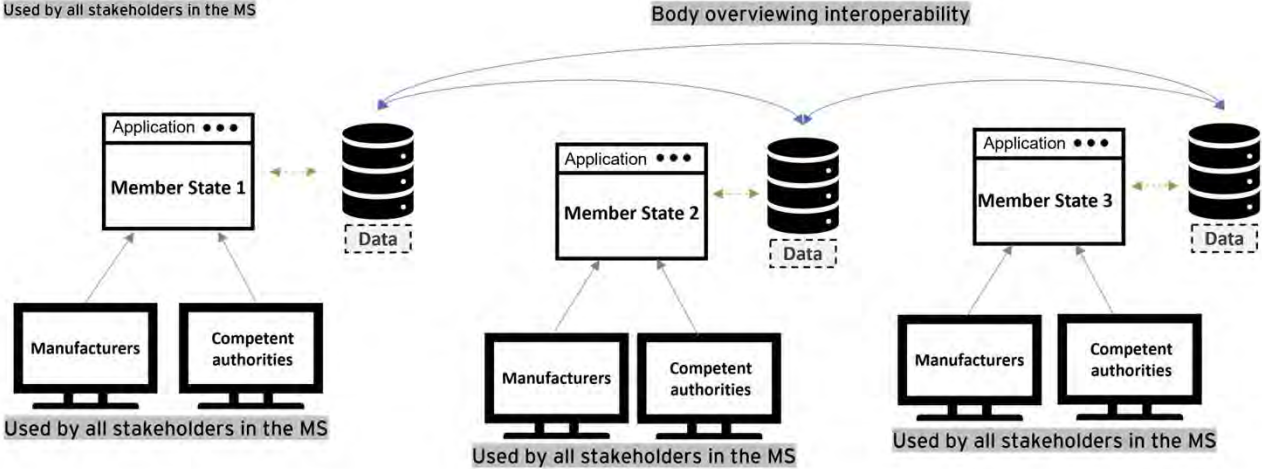 Used by all stakeholders in the MS
Body overviewing interoperability
Application
Member State 1
Data
Manufacturers
Competent
authorities
Used by all stakeholders in the MS
Application
Member State 2
Data
Manufacturers
Competent
authorities
Used by all stakeholders in the MS
Application
Member State 3
Data
Manufacturers
Competent
authorities
Used by all stakeholders in the MS